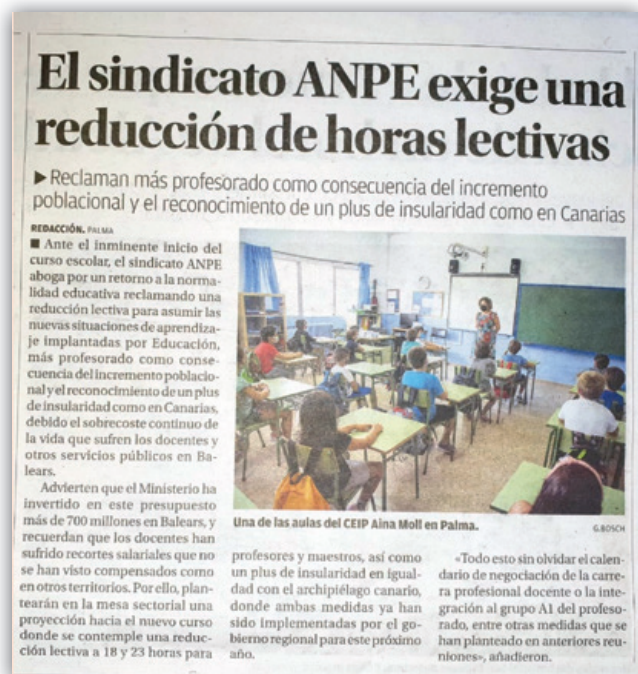 El sindicato ANPE exige una
reducción de horas lectivas
▶Reclaman más profesorado como consecuencia del incremento
poblacional y el reconocimiento de un plus de insularidad como en Canarias
REDACCIÓN. PALMA
■ Ante el inminente inicio del
curso escolar, el sindicato ANPE
aboga por un retorno a la norma-
lidad educativa reclamando una
reducción lectiva para asumir las
nuevas situaciones de aprendiza-
je implantadas por Educación,
más profesorado como conse-
cuencia del incremento poblacio-
nal y el reconocimiento de un plus
de insularidad como en Canarias,
debido el sobrecoste continuo de
la vida que sufren los docentes y
otros servicios públicos en Ba-
lears.
Advierten que el Ministerio ha
invertido en este presupuesto
más de 700 millones en Balears, y
recuerdan que los docentes han
sufrido recortes salariales que no
se han visto compensados como
en otros territorios. Por ello, plan-
tearán en la mesa sectorial una
proyección hacia el nuevo curso
donde se contemple una reduc-
ción lectiva a 18 y 23 horas para
Una de las aulas del CEIP Aina Moll en Palma.
G. BOSCH
profesores y maestros, así como
un plus de insularidad en igual-
dad con el archipiélago canario,
donde ambas medidas ya han
sido implementadas por el go-
bierno regional para este próximo
año.
«Todo esto sin olvidar el calen-
dario de negociación de la carre-
ra profesional docente o la inte-
gración al grupo A1 del profeso-
rado, entre otras medidas que se
han planteado en anteriores reu-
niones», añadieron.